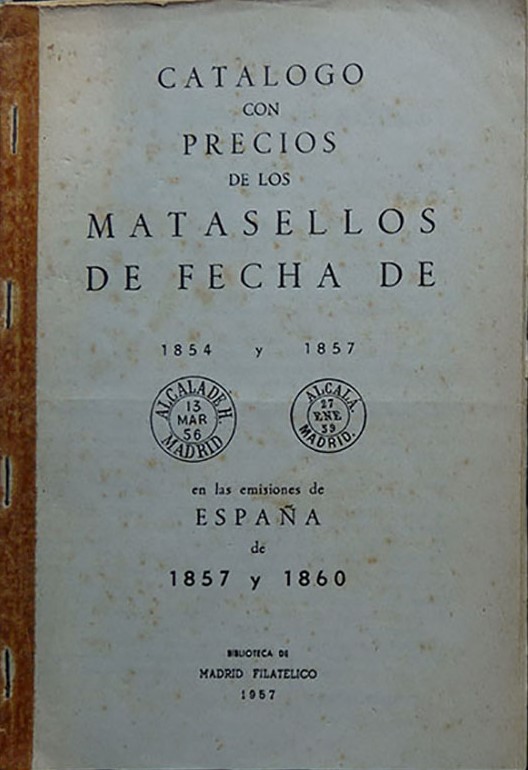 CATALOGO
CON
PRECIOS
DE LOS
MATASELLOS
DE FECHA DE
1854 y 1857
ALCALA DE H.
13
MAR
56
MADRID
ALCALÁ.
27
ENE
59
MADRID.
en las emisiones de
ESPAÑA
de
1857 y 1860
BIBLIOTECA DE
MADRID FILATELICO
1957